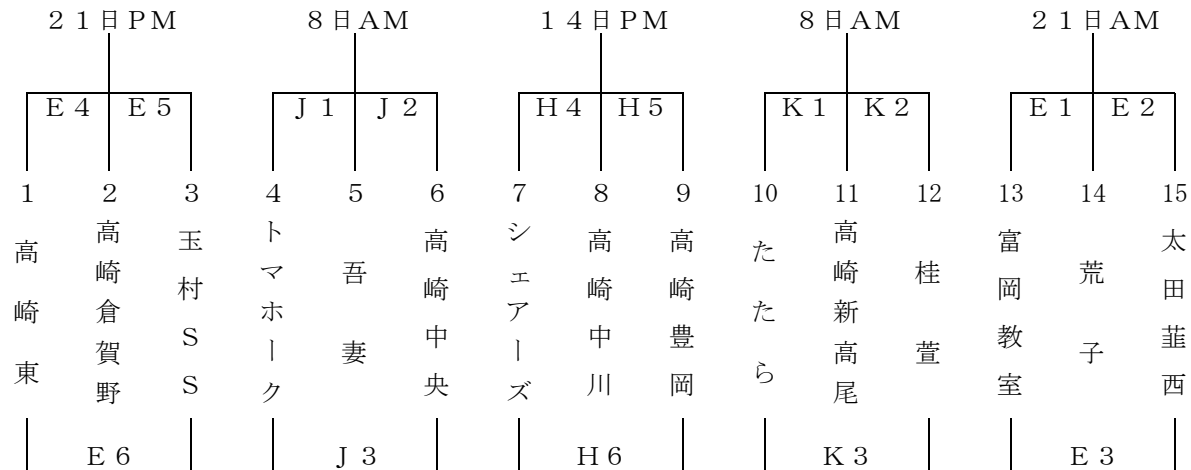 ２１日ＰＭ ８日ＡＭ １４日ＰＭ ８日ＡＭ ２１日ＡＭ
Ｅ４ Ｅ５ Ｊ１ Ｊ２ Ｈ４ Ｈ５ Ｋ１ Ｋ２ Ｅ１ Ｅ２
１ ２ ３ ４ ５ ６ ７ ８ ９ 10 11 12 13 14 15
高崎東
高崎倉賀野
玉村ＳＳ
トマホーク
吾妻
高崎中央
シェアーズ
高崎中川
高崎豊岡
たたら
高崎新高尾
桂萱
富岡教室
荒子
太田韮西
Ｅ６ Ｊ３ Ｈ６ Ｋ３ Ｅ３